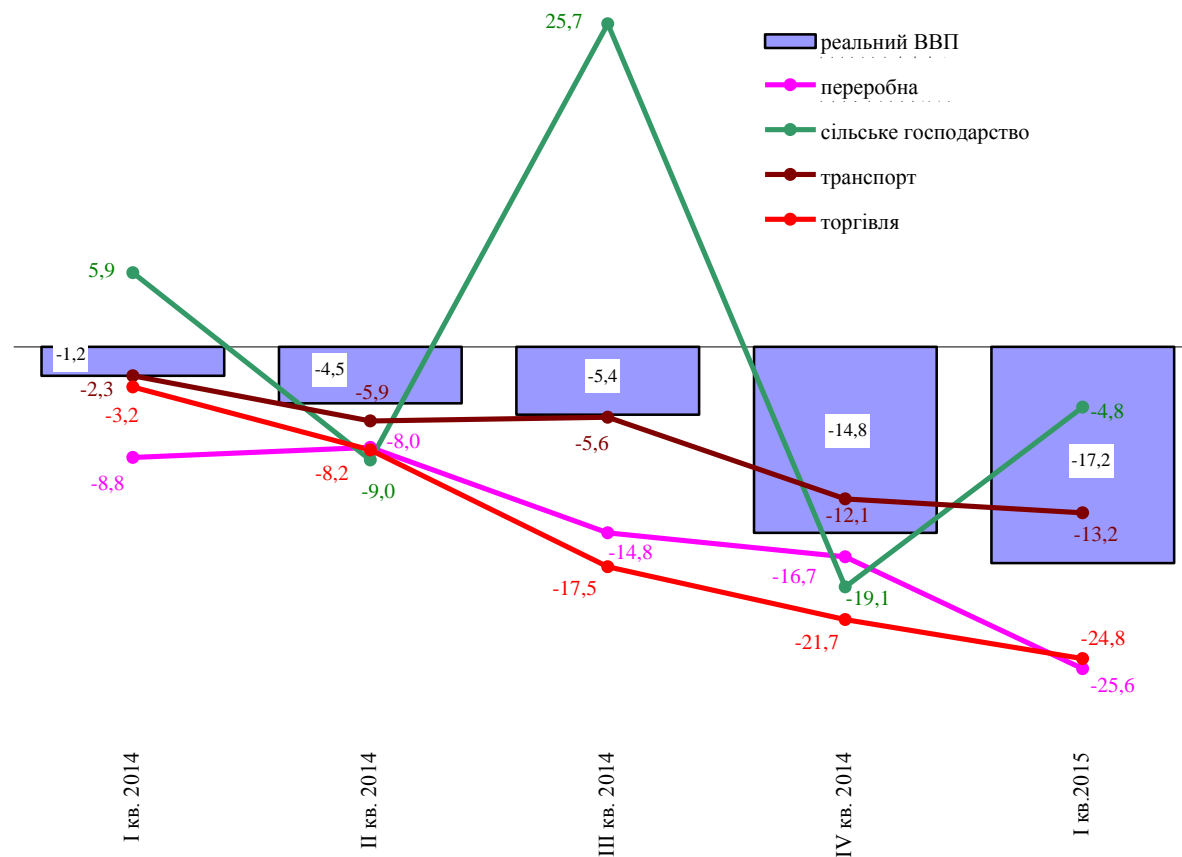 25,7
реальний ВВП
переробна
сільське господарство
транспорт
торгівля
5,9
-1,2
-4,5
-5,4
-14,8
-17,2
-2,3
-3,2
-8,8
-5,9
-8,0
-8,2
-9,0
-5,6
-14,8
-17,5
-12,1
-16,7
-19,1
-21,7
-4,8
-13,2
-24,8
-25,6
I кв. 2014
II кв. 2014
III кв. 2014
IV кв. 2014
I кв.2015